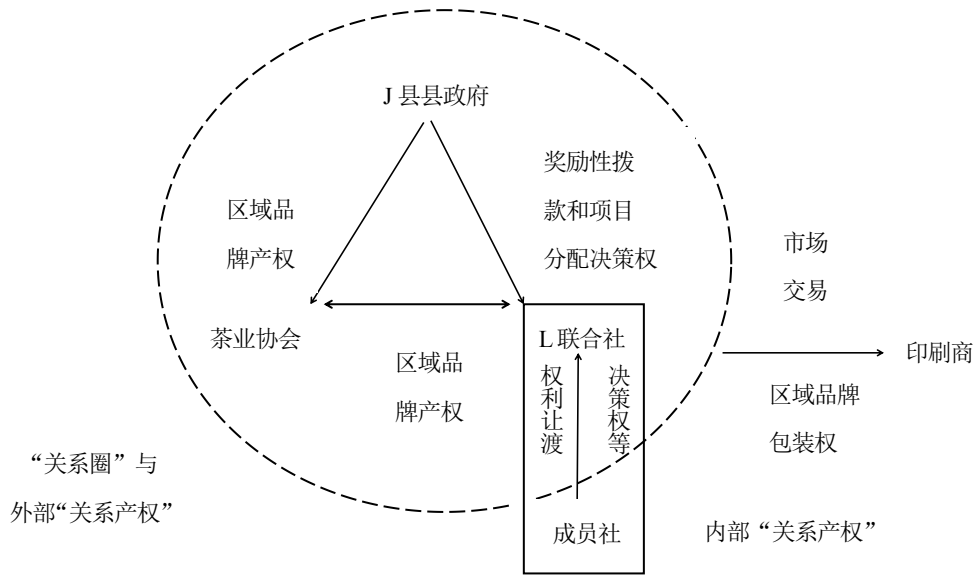 J 县县政府
奖励性拨
款和项目
分配决策权
区域品
牌产权
市场
交易
茶业协会
L 联合社
印刷商
区域品
牌产权
权利让渡
决策权等
区域品牌
包装权
“关系圈”与
外部“关系产权”
成员社
内部“关系产权”